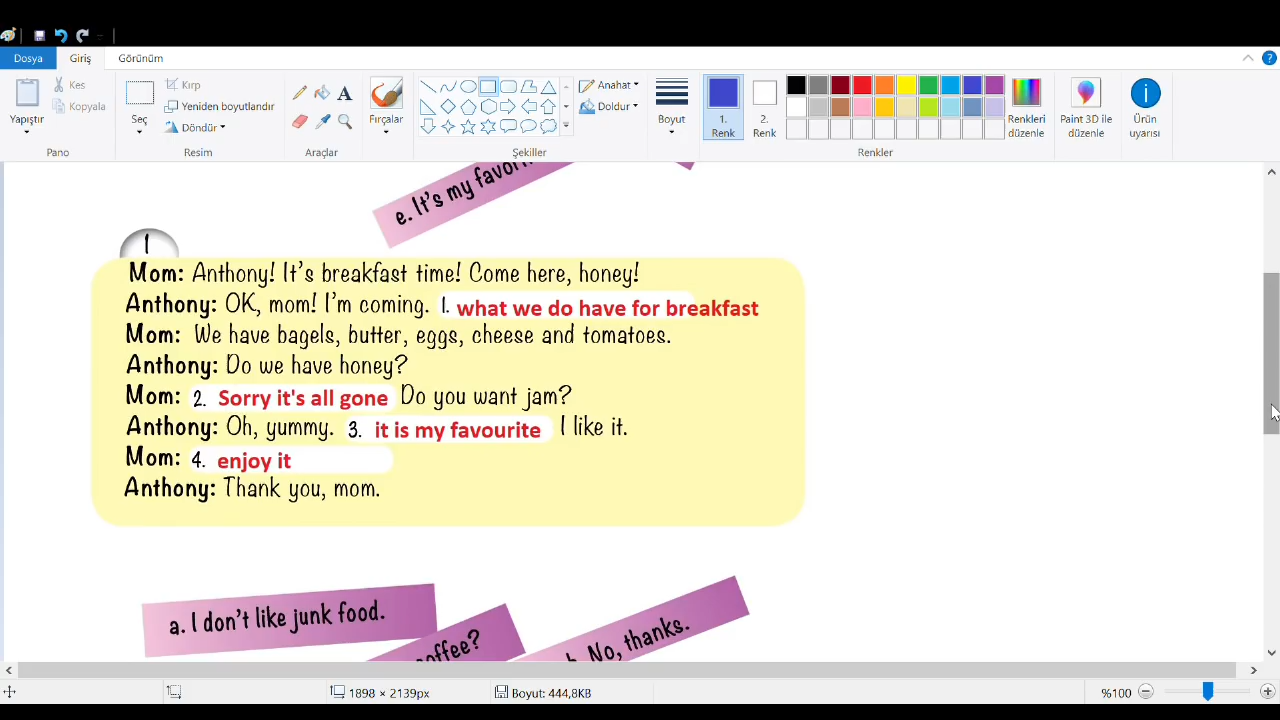 Dosya Giriş Görünüm
Yapıştır
Kes
Kopyala
Pano
Seç
Kırp
Yeniden boyutlandır
Döndür
Resim
A
Araçlar
Fırçalar
Şekiller
Anahat
Doldur
Boyut
1. Renk
2. Renk
Renkleri düzenle
Renkler
Paint 3D ile düzenle
Ürün uyarısı
e. It's my
1
Mom: Anthony! It's breakfast time! Come here, honey!
Anthony: OK, mom! I'm coming. 1. what we do have for breakfast
Mom: We have bagels, butter, eggs, cheese and tomatoes.
Anthony: Do we have honey?
Mom: 2. Sorry it's all gone Do you want jam?
Anthony: Oh, yummy. 3. it is my favourite I like it.
Mom: 4. enjoy it
Anthony: Thank you, mom.
a. I don't like junk food.
coffee?
No, thanks.
1898 × 2139px
Boyut: 444,8KB
%100